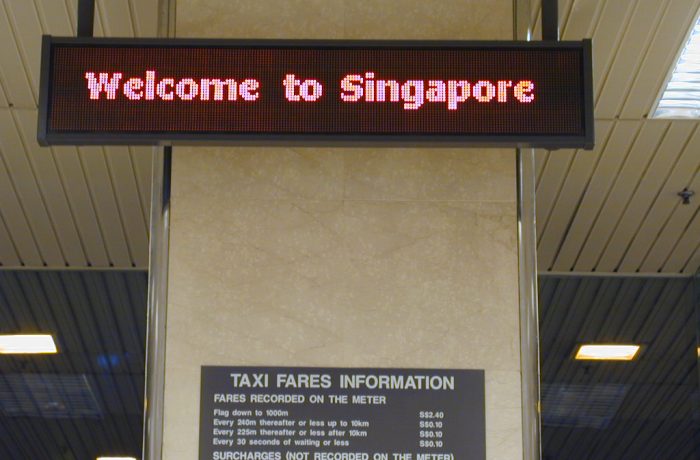 Welcome to Singapore
TAXI FARES INFORMATION
FARES RECORDED ON THE METER
Flag down to 1000m S$2.40
Every 240m thereafter or less up to 10km S$0.10
Every 225m thereafter or less after 10km S$0.10
Every 30 seconds of waiting or less S$0.10
SURCHARGES (NOT RECORDED ON THE METER)